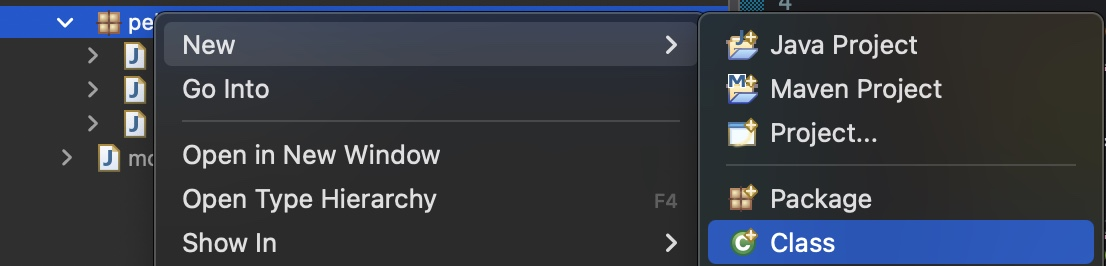 4
pe
New
Go Into
Open in New Window
Open Type Hierarchy F4
Show In
J
J
J
J mo
Java Project
Maven Project
Project...
Package
Class